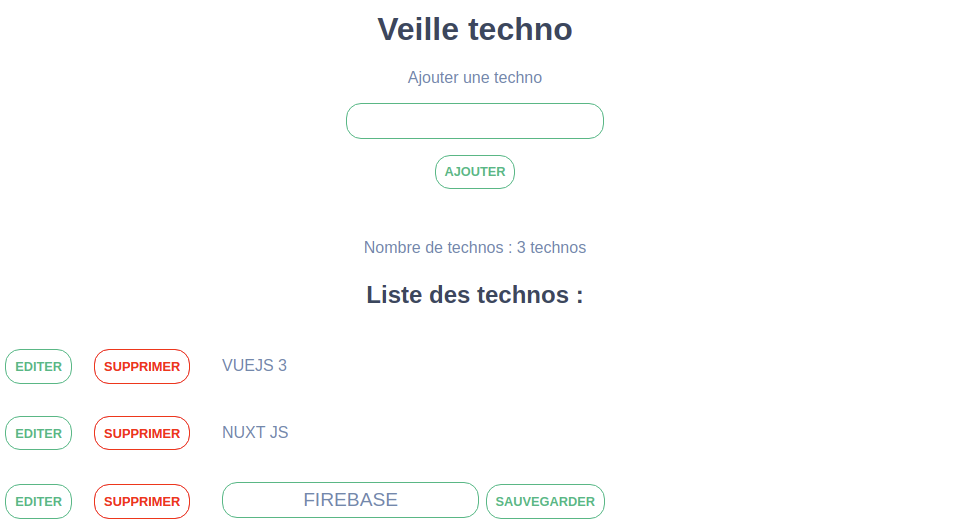 Veille techno
Ajouter une techno
AJOUTER
Nombre de technos : 3 technos
Liste des technos :
EDITER SUPPRIMER VUEJS 3
EDITER SUPPRIMER NUXT JS
EDITER SUPPRIMER FIREBASE SAUVEGARDER